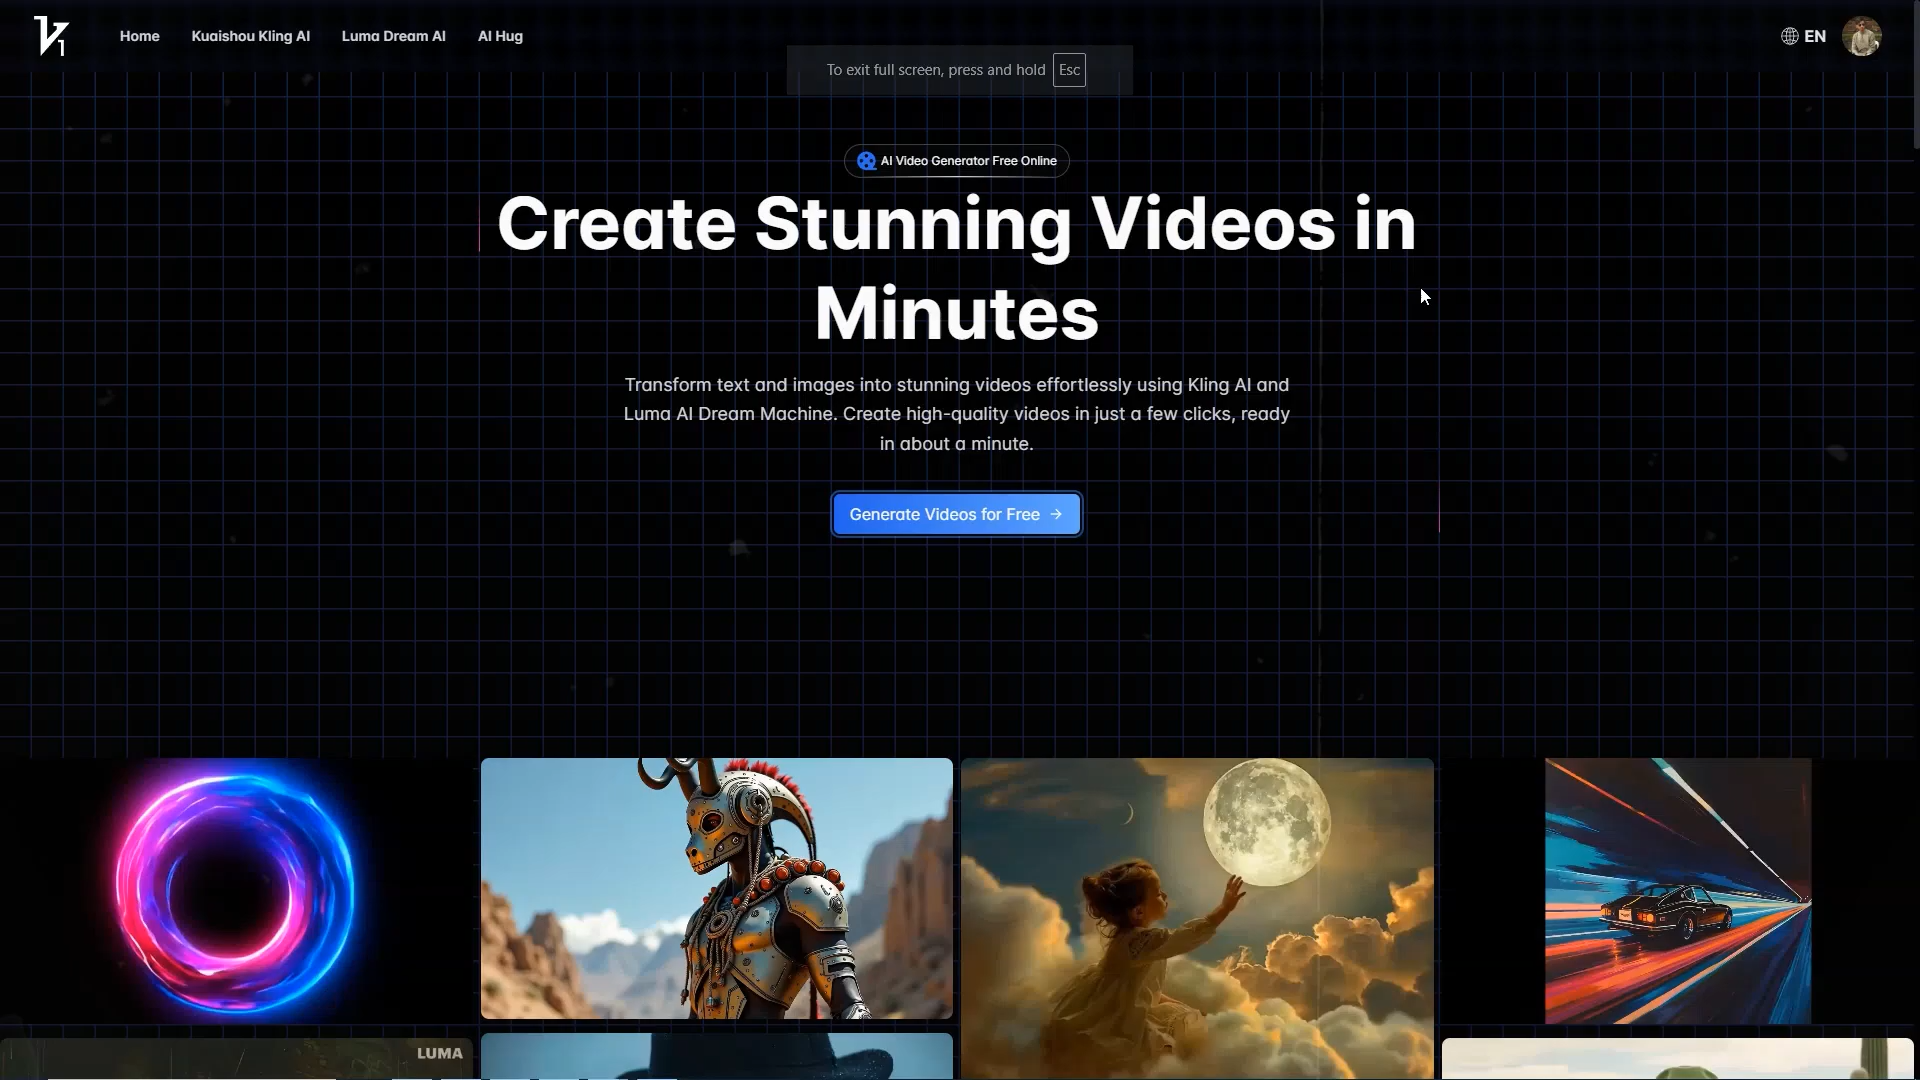 V1
Home
Kuaishou Kling AI
Luma Dream AI
AI Hug
EN
To exit full screen, press and hold Esc
AI Video Generator Free Online
Create Stunning Videos in
Minutes
Transform text and images into stunning videos effortlessly using Kling AI and
Luma AI Dream Machine. Create high-quality videos in just a few clicks, ready
in about a minute.
Generate Videos for Free →
LUMA